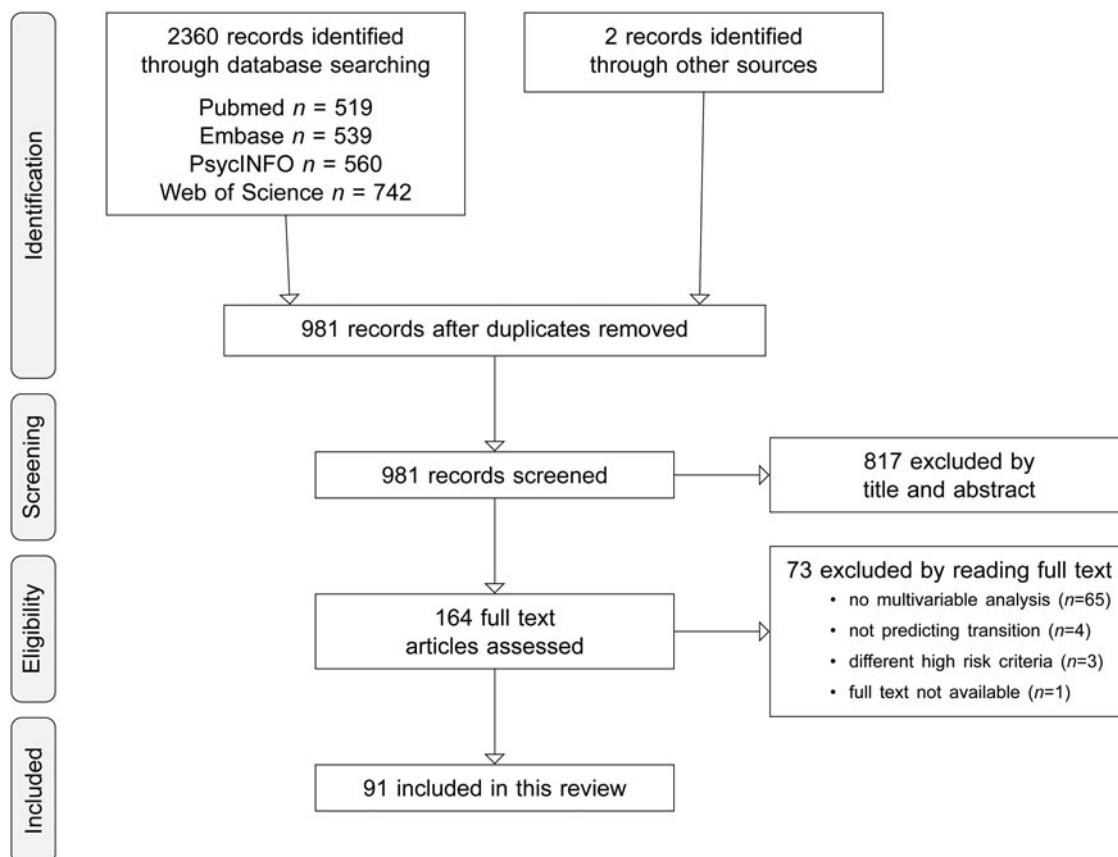 Identification
2360 records identified
through database searching
Pubmed n = 519
Embase n = 539
PsycINFO n = 560
Web of Science n = 742
2 records identified
through other sources
981 records after duplicates removed
Screening
981 records screened
817 excluded by
title and abstract
Eligibility
164 full text
articles assessed
73 excluded by reading full text
• no multivariable analysis (n=65)
• not predicting transition (n=4)
• different high risk criteria (n=3)
• full text not available (n=1)
Included
91 included in this review